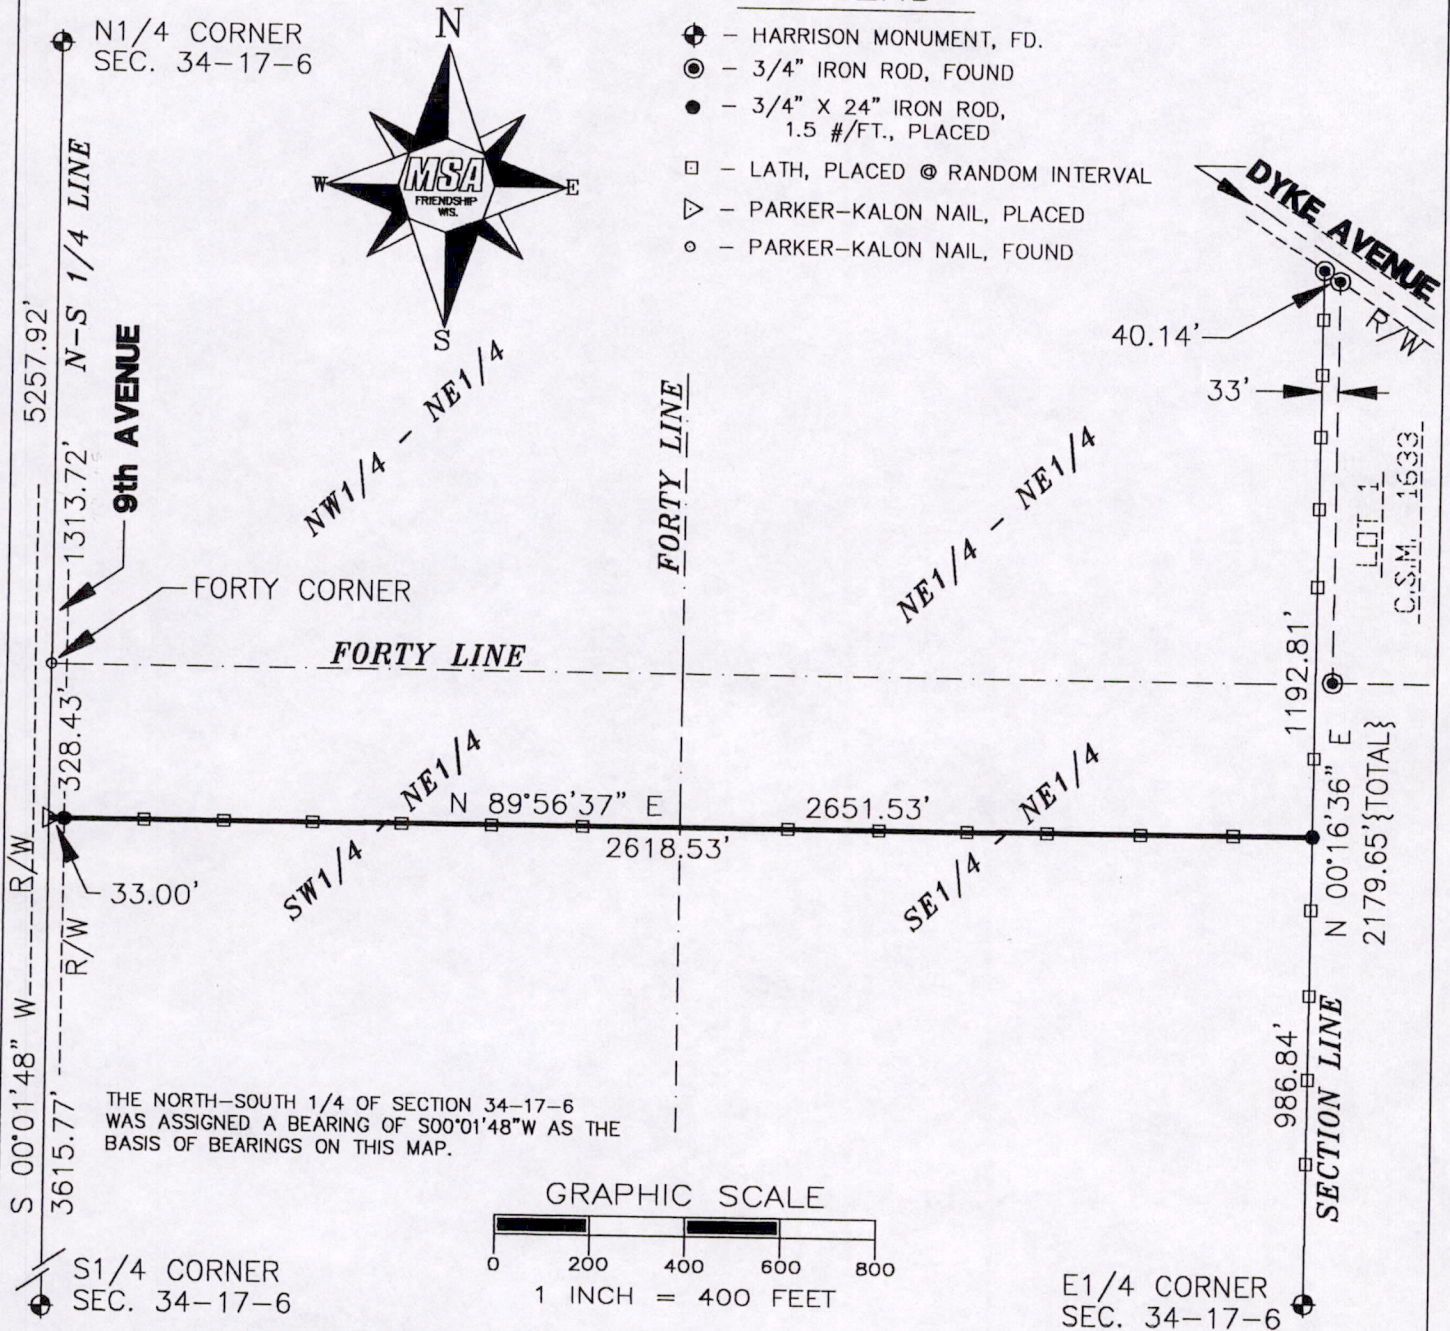 N1/4 CORNER
SEC. 34-17-6
N
W
E
S
MSA
FRIENDSHIP
WIS.
– HARRISON MONUMENT, FD.
– 3/4" IRON ROD, FOUND
– 3/4" X 24" IRON ROD,
1.5 #/FT., PLACED
– LATH, PLACED @ RANDOM INTERVAL
– PARKER-KALON NAIL, PLACED
– PARKER-KALON NAIL, FOUND
DYKE AVENUE
R/W
40.14'
33'
N-S 1/4 LINE
5257.92'
9th AVENUE
1313.72'
NW1/4 - NE1/4
FORTY LINE
NE1/4 - NE1/4
LOT 1
C.S.M. 1633
FORTY CORNER
FORTY LINE
1192.81'
328.43'
SW1/4 - NE1/4
N 89°56'37" E
2651.53'
2618.53'
SE1/4 - NE1/4
N 00°16'36" E
2179.65'{TOTAL}
33.00'
R/W
R/W
S 00°01'48" W
3615.77'
986.84'
SECTION LINE
THE NORTH-SOUTH 1/4 OF SECTION 34-17-6
WAS ASSIGNED A BEARING OF S00°01'48"W AS THE
BASIS OF BEARINGS ON THIS MAP.
GRAPHIC SCALE
0 200 400 600 800
1 INCH = 400 FEET
S1/4 CORNER
SEC. 34-17-6
E1/4 CORNER
SEC. 34-17-6